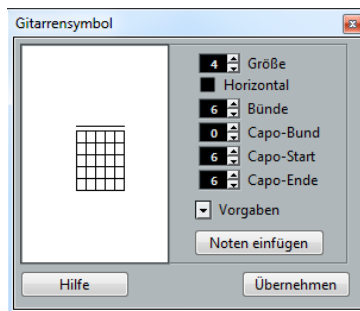 Gitarrensymbol
4 Größe
Horizontal
6 Bünde
0 Capo-Bund
6 Capo-Start
6 Capo-Ende
Vorgaben
Noten einfügen
Hilfe
Übernehmen